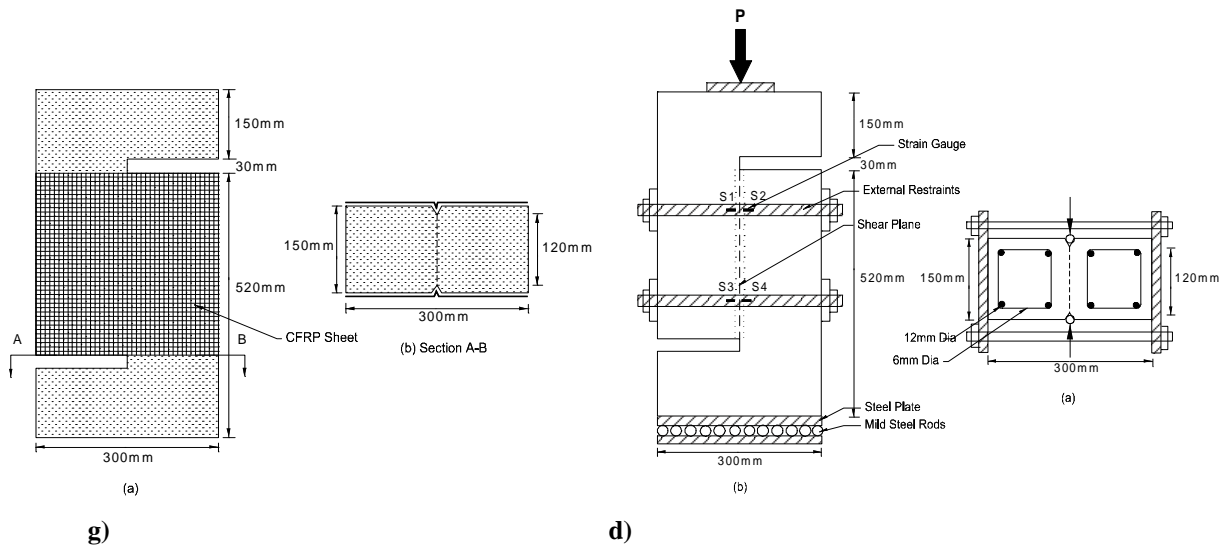 150mm
30mm
520mm
CFRP Sheet
A
B
300mm
(a)
150mm
120mm
300mm
(b) Section A-B
g)
P
150mm
30mm
Strain Gauge
External Restraints
S1 S2
Shear Plane
520mm
S3 S4
Steel Plate
Mild Steel Rods
300mm
(b)
150mm
120mm
12mm Dia
6mm Dia
300mm
(a)
d)